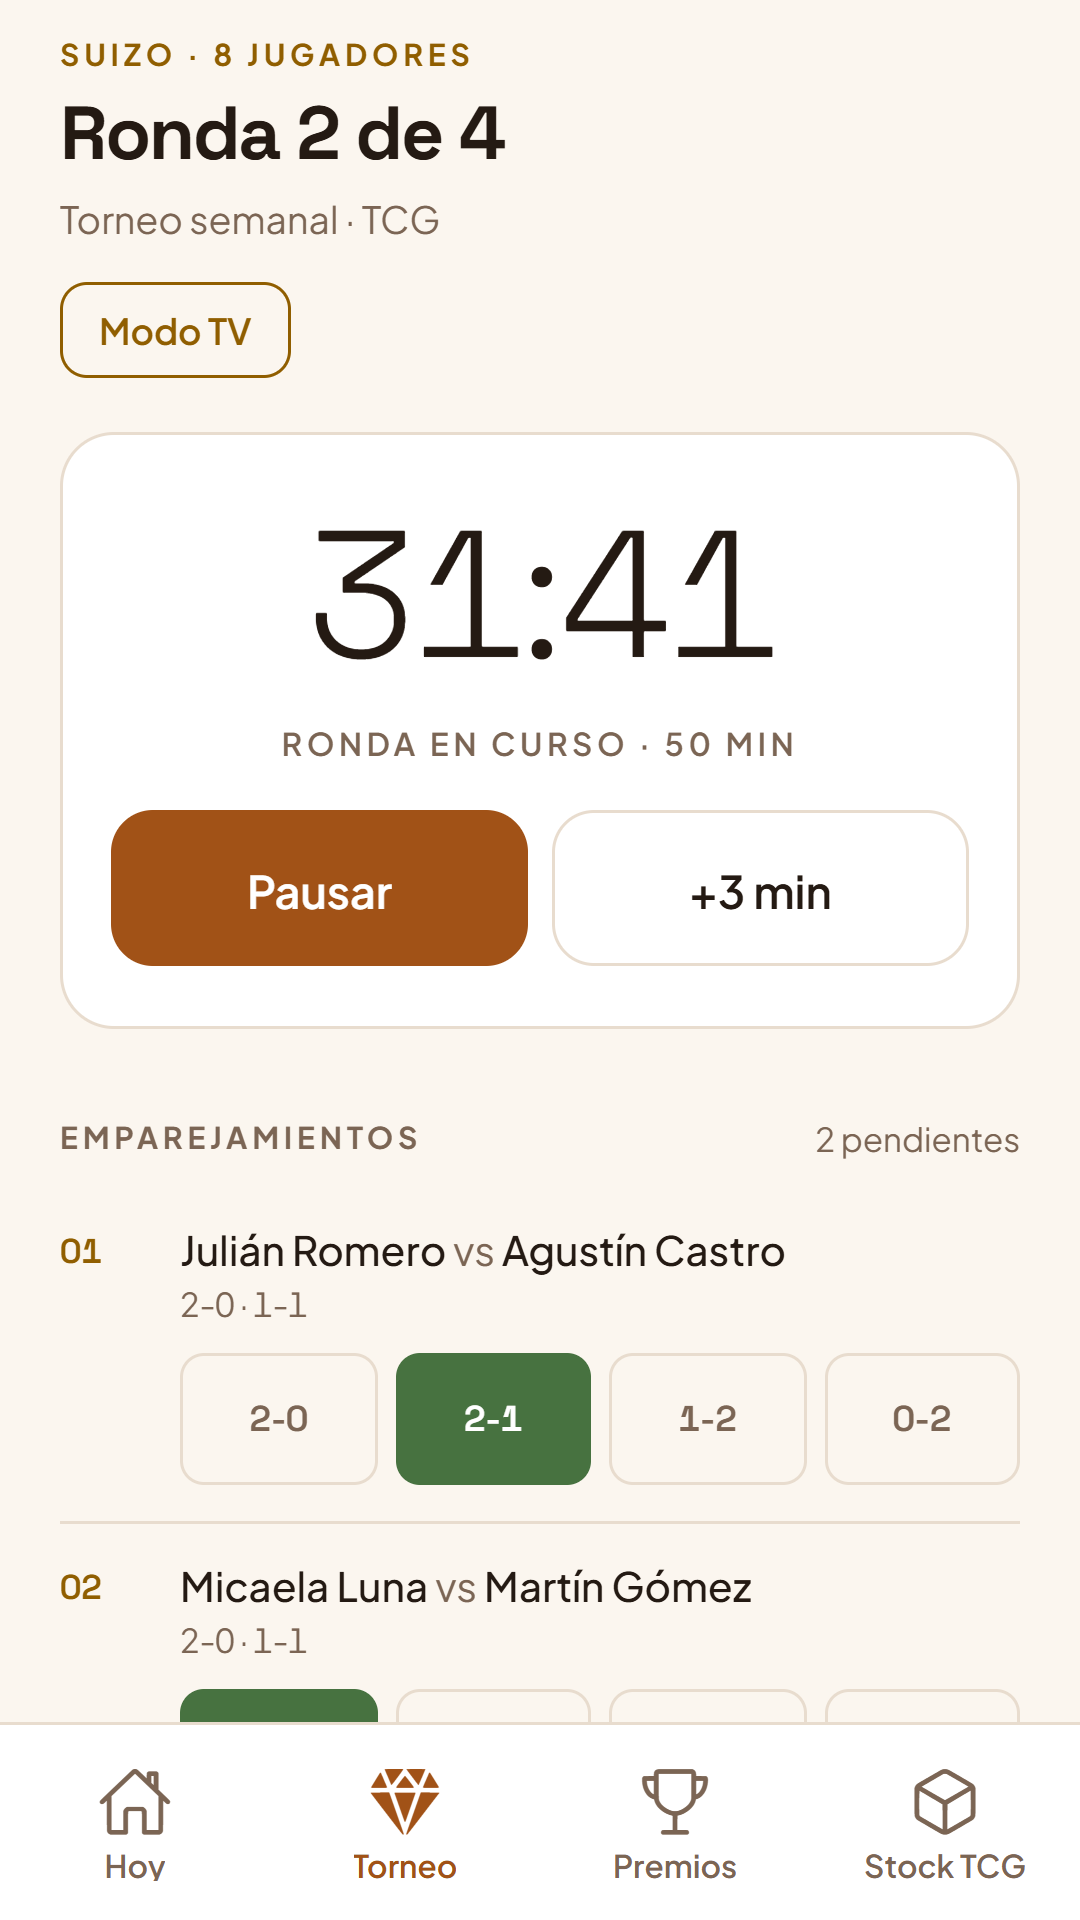 SUIZO · 8 JUGADORES
Ronda 2 de 4
Torneo semanal · TCG
Modo TV
31:41
RONDA EN CURSO · 50 MIN
Pausar
+3 min
EMPAREJAMIENTOS
2 pendientes
01
Julián Romero vs Agustín Castro
2-0 · 1-1
2-0
2-1
1-2
0-2
02
Micaela Luna vs Martín Gómez
2-0 · 1-1
Hoy
Torneo
Premios
Stock TCG